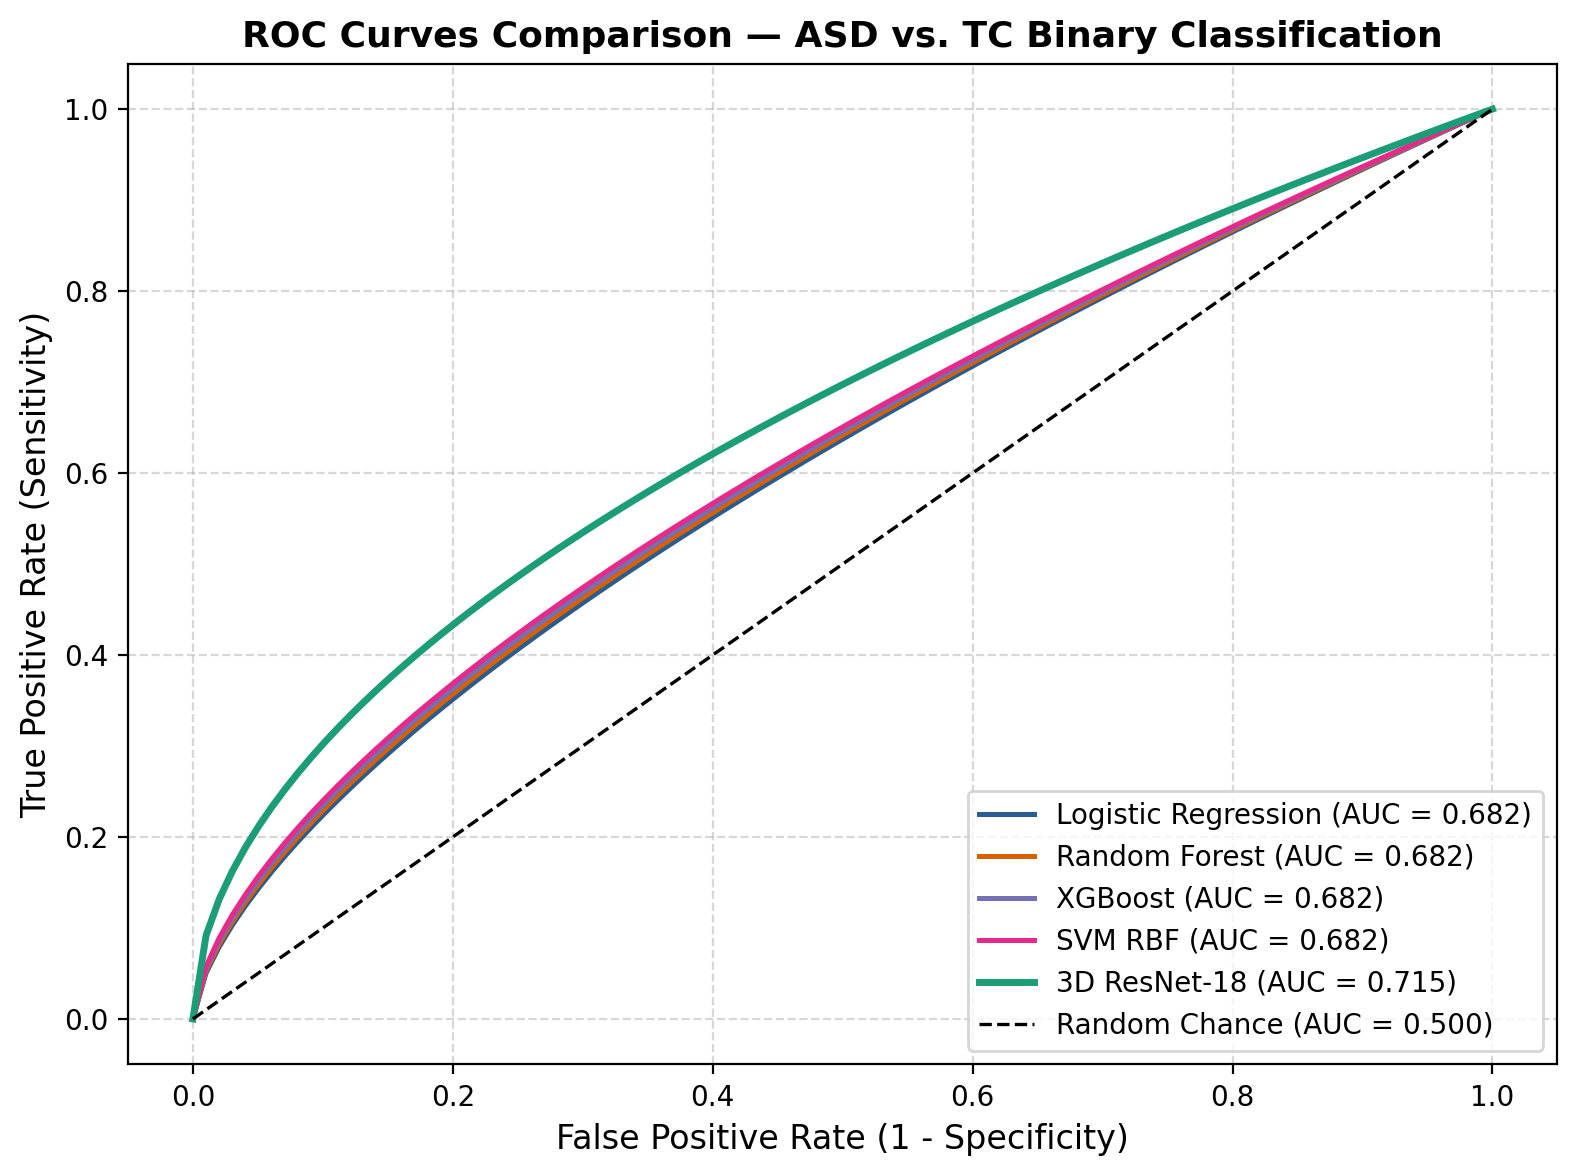 ROC Curves Comparison — ASD vs. TC Binary Classification
True Positive Rate (Sensitivity)
1.0
0.8
0.6
0.4
0.2
0.0
Logistic Regression (AUC = 0.682)
Random Forest (AUC = 0.682)
XGBoost (AUC = 0.682)
SVM RBF (AUC = 0.682)
3D ResNet-18 (AUC = 0.715)
Random Chance (AUC = 0.500)
0.0 0.2 0.4 0.6 0.8 1.0
False Positive Rate (1 - Specificity)